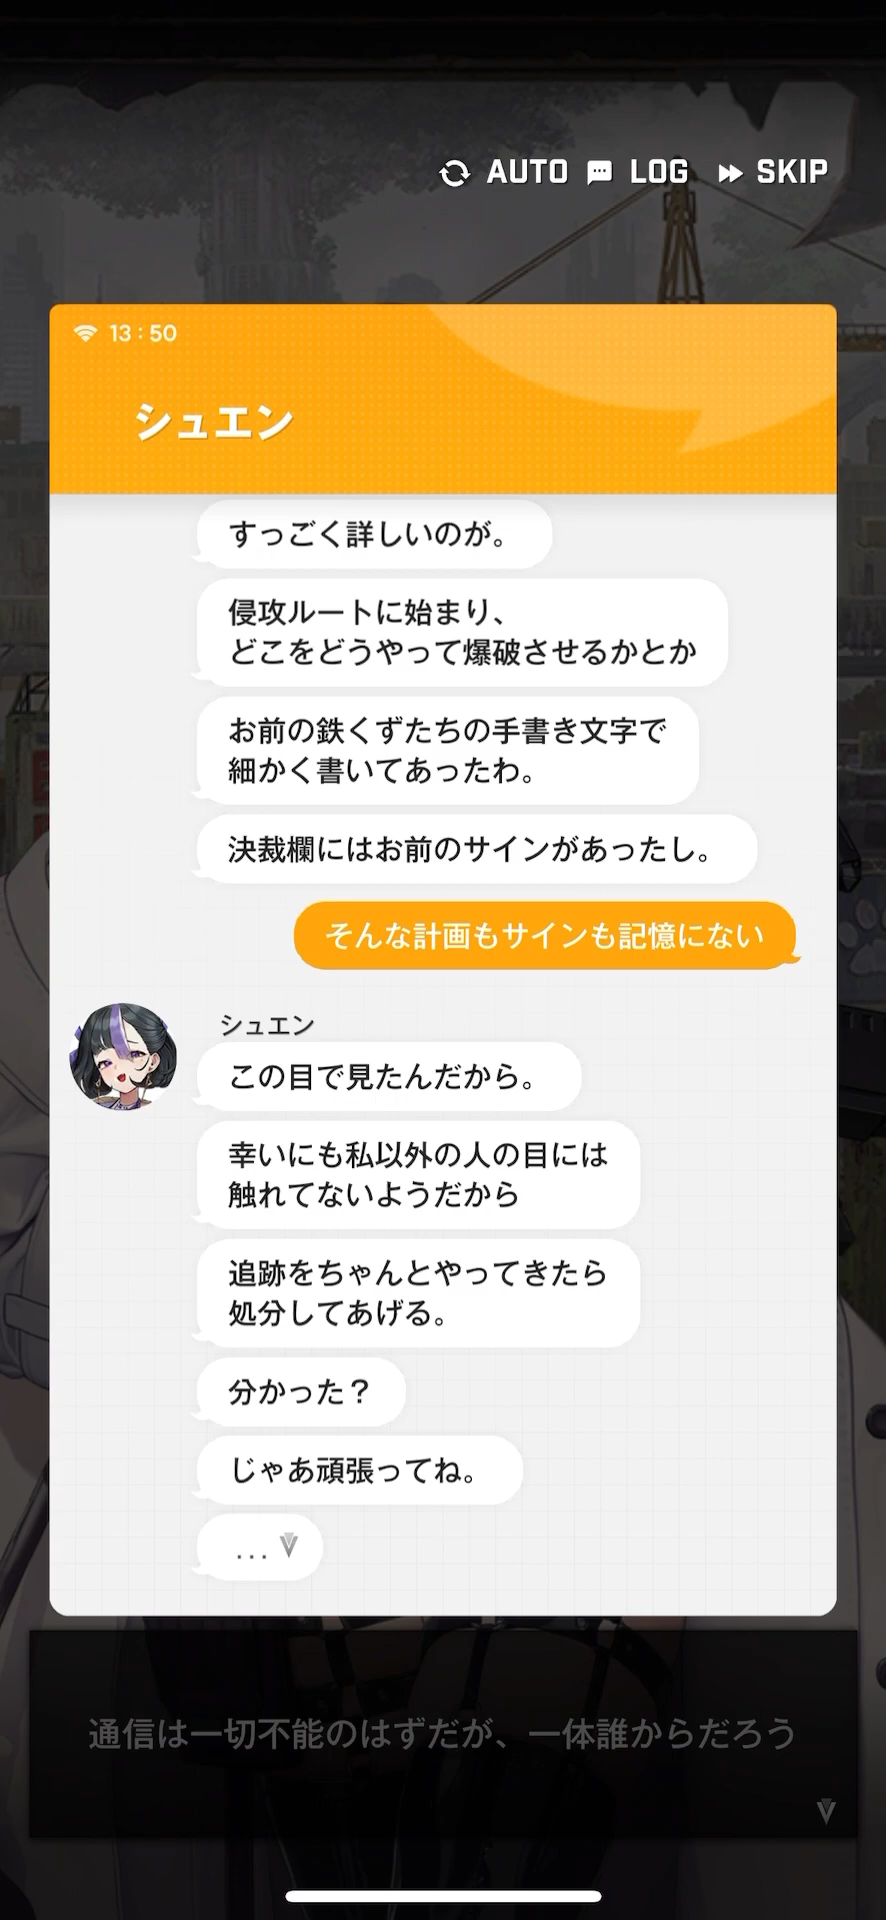 AUTO LOG SKIP
13:50
シュエン
すっごく詳しいのが。
侵攻ルートに始まり、
どこをどうやって爆破させるかとか
お前の鉄くずたちの手書き文字で
細かく書いてあったわ。
決裁欄にはお前のサインがあったし。
そんな計画もサインも記憶にない
シュエン
この目で見たんだから。
幸いにも私以外の人の目には
触れてないようだから
追跡をちゃんとやってきたら
処分してあげる。
分かった？
じゃあ頑張ってね。
...
通信は一切不能のはずだが、一体誰からだろう